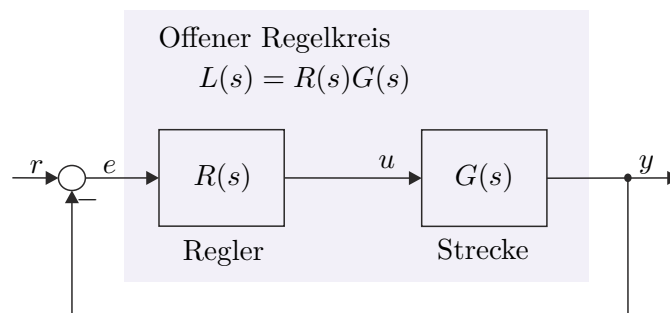 Offener Regelkreis
L(s) = R(s)G(s)
r
e
R(s)
u
G(s)
y
−
Regler
Strecke